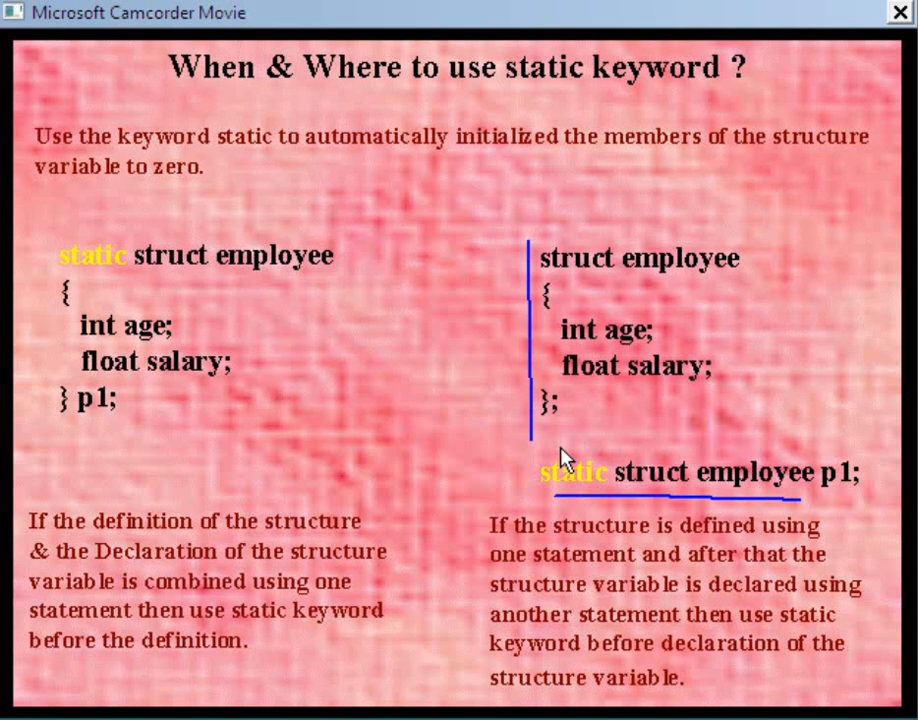 Microsoft Camcorder Movie
When & Where to use static keyword ?
Use the keyword static to automatically initialized the members of the structure
variable to zero.
static struct employee
{
int age;
float salary;
} p1;
If the definition of the structure
& the Declaration of the structure
variable is combined using one
statement then use static keyword
before the definition.
struct employee
{
int age;
float salary;
};
static struct employee p1;
If the structure is defined using
one statement and after that the
structure variable is declared using
another statement then use static
keyword before declaration of the
structure variable.